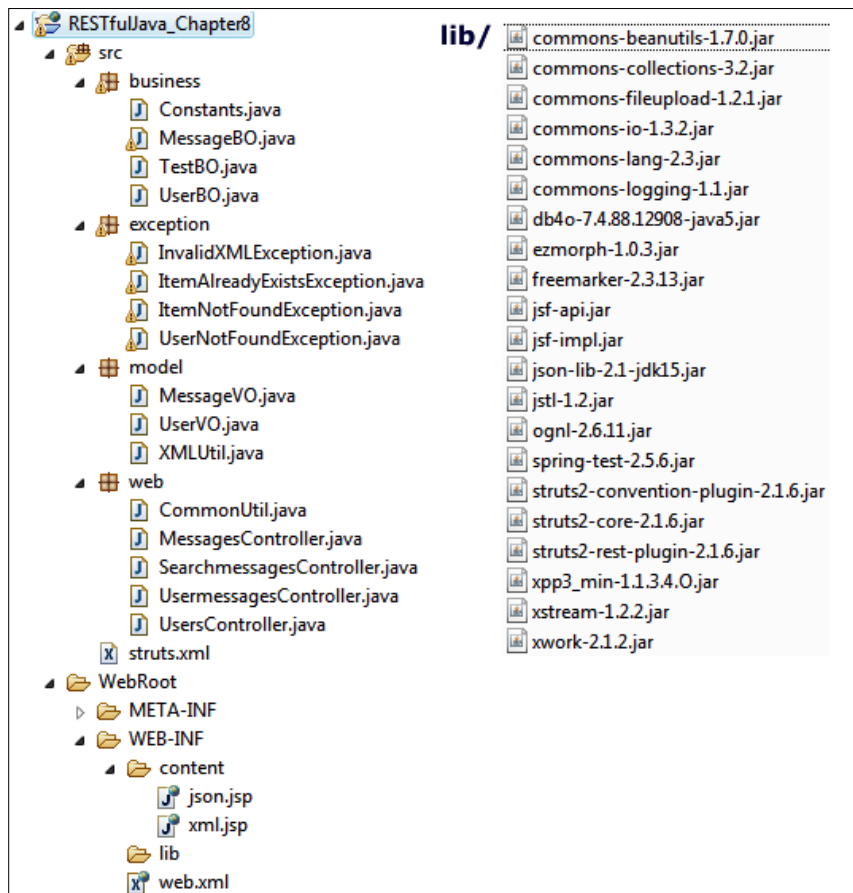 RESTfulJava_Chapter8
src
business
Constants.java
MessageBO.java
TestBO.java
UserBO.java
exception
InvalidXMLException.java
ItemAlreadyExistsException.java
ItemNotFoundException.java
UserNotFoundException.java
model
MessageVO.java
UserVO.java
XMLUtil.java
web
CommonUtil.java
MessagesController.java
SearchmessagesController.java
UsermessagesController.java
UsersController.java
struts.xml
WebRoot
META-INF
WEB-INF
content
json.jsp
xml.jsp
lib
web.xml
lib/
commons-beanutils-1.7.0.jar
commons-collections-3.2.jar
commons-fileupload-1.2.1.jar
commons-io-1.3.2.jar
commons-lang-2.3.jar
commons-logging-1.1.jar
db4o-7.4.88.12908-java5.jar
ezmorph-1.0.3.jar
freemarker-2.3.13.jar
jsf-api.jar
jsf-impl.jar
json-lib-2.1-jdk15.jar
jstl-1.2.jar
ognl-2.6.11.jar
spring-test-2.5.6.jar
struts2-convention-plugin-2.1.6.jar
struts2-core-2.1.6.jar
struts2-rest-plugin-2.1.6.jar
xpp3_min-1.1.3.4.O.jar
xstream-1.2.2.jar
xwork-2.1.2.jar